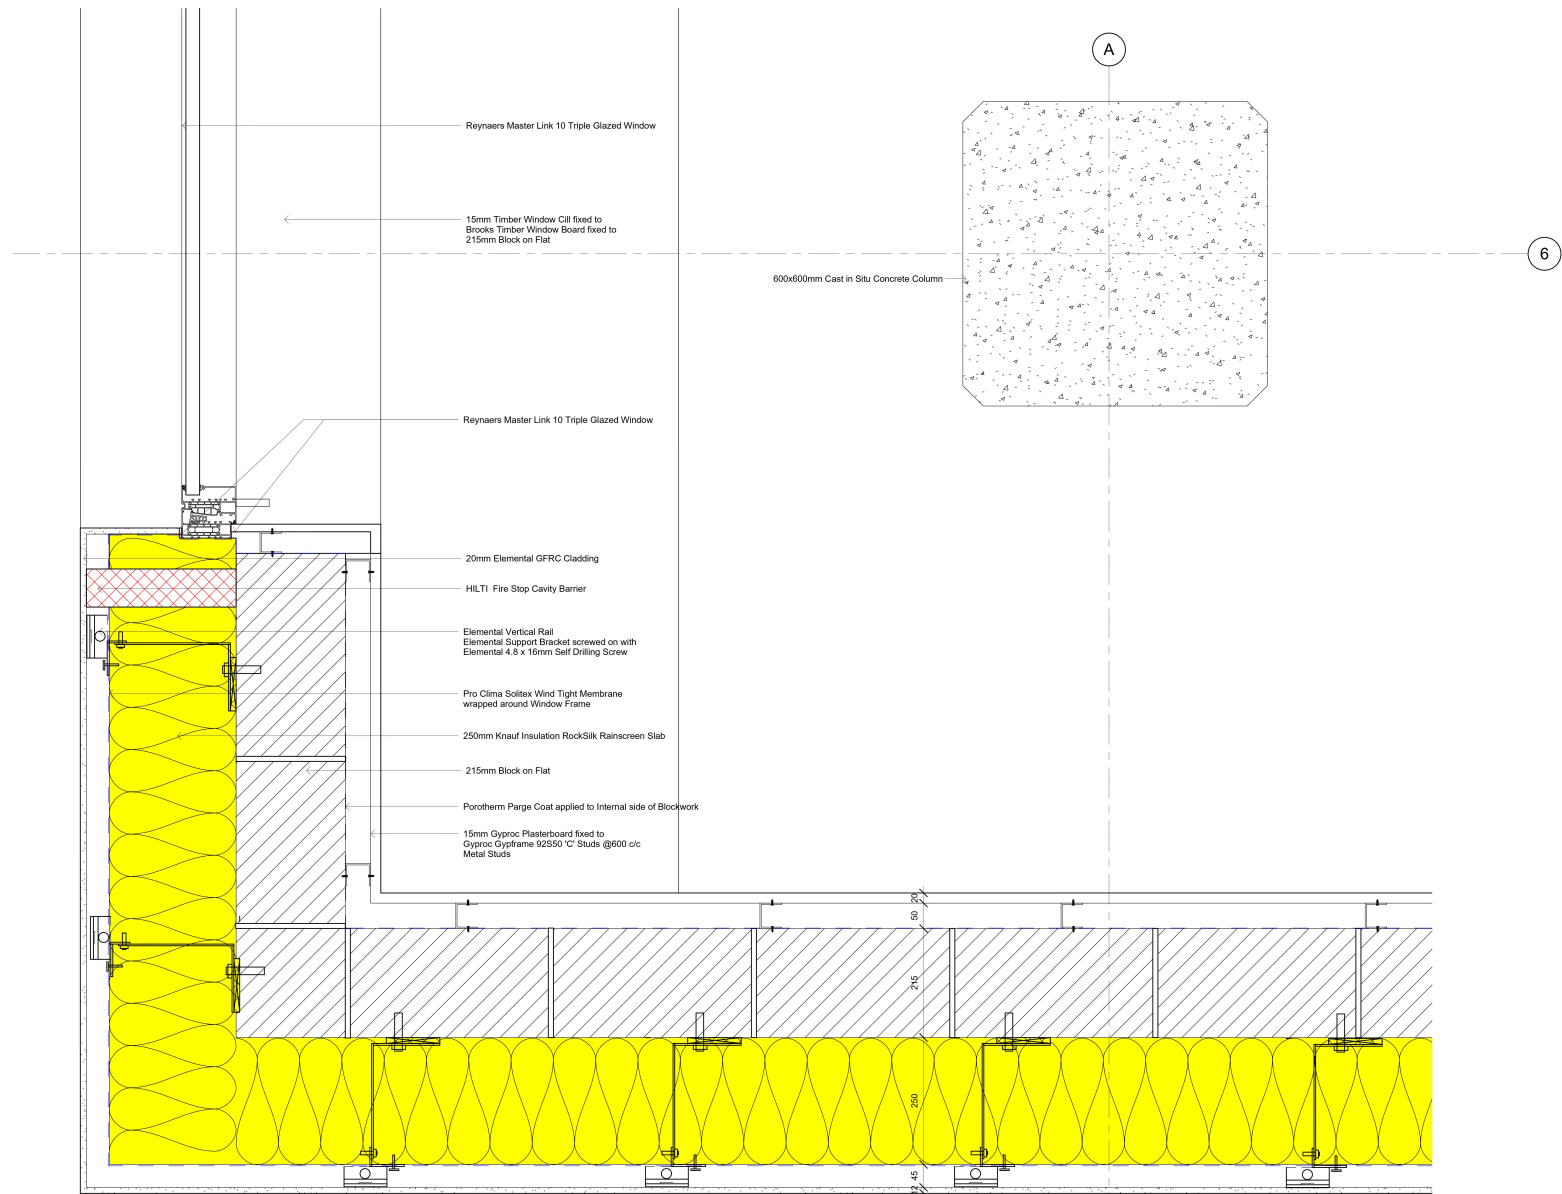 A
Reynaers Master Link 10 Triple Glazed Window
15mm Timber Window Cill fixed to
Brooks Timber Window Board fixed to
215mm Block on Flat
6
600x600mm Cast in Situ Concrete Column
Reynaers Master Link 10 Triple Glazed Window
20mm Elemental GFRC Cladding
HILTI Fire Stop Cavity Barrier
Elemental Vertical Rail
Elemental Support Bracket screwed on with
Elemental 4.8 x 16mm Self Drilling Screw
Pro Clima Solitex Wind Tight Membrane
wrapped around Window Frame
250mm Knauf Insulation RockSilk Rainscreen Slab
215mm Block on Flat
Porotherm Parge Coat applied to Internal side of Blockwork
15mm Gyproc Plasterboard fixed to
Gyproc Gypframe 92S50 'C' Studs @600 c/c
Metal Studs
20
50
215
250
45
12